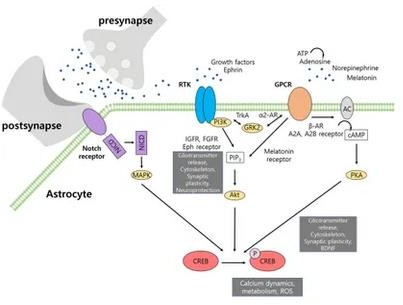 presynapse
postsynapse
Notch
receptor
NICD
NICD
MAPK
Astrocyte
RTK
Growth factors
Ephrin
PI3K
TrkA
GRK2
α2-AR
IGFR, FGFR
Eph receptor
Gliotransmitter
release,
Cytoskeleton,
Synaptic
plasticity,
Neuroprotection
PIP₃
Akt
Melatonin
receptor
GPCR
ATP
Adenosine
Norepinephrine
Melatonin
AC
β-AR
A2A, A2B receptor
cAMP
PKA
Gliotransmitter
release,
Cytoskeleton,
Synaptic plasticity,
BDNF
CREB
P
CREB
Calcium dynamics,
metabolism, ROS